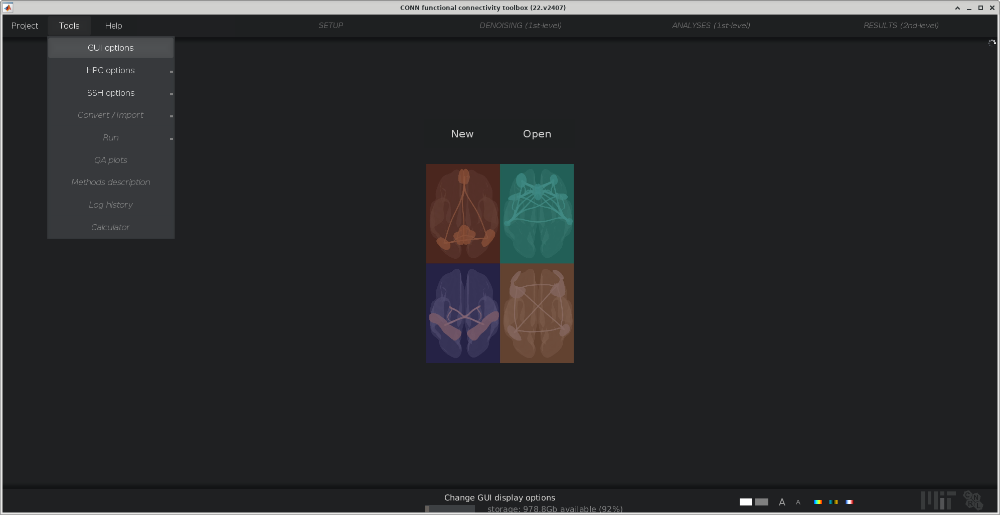 CONN functional connectivity toolbox (22.v2407)
Project Tools Help SETUP DENOISING (1st-level) ANALYSES (1st-level) RESULTS (2nd-level)
GUI options
HPC options
SSH options
Convert / Import
Run
QA plots
Methods description
Log history
Calculator
New Open
Change GUI display options
storage: 978.8Gb available (92%)
A A
MIT
CNRL